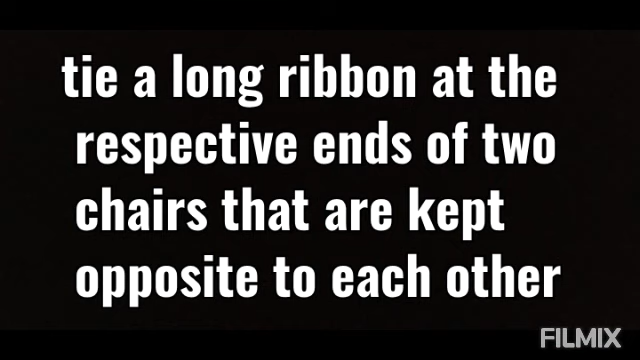 tie a long ribbon at the
respective ends of two
chairs that are kept
opposite to each other
FILMIX